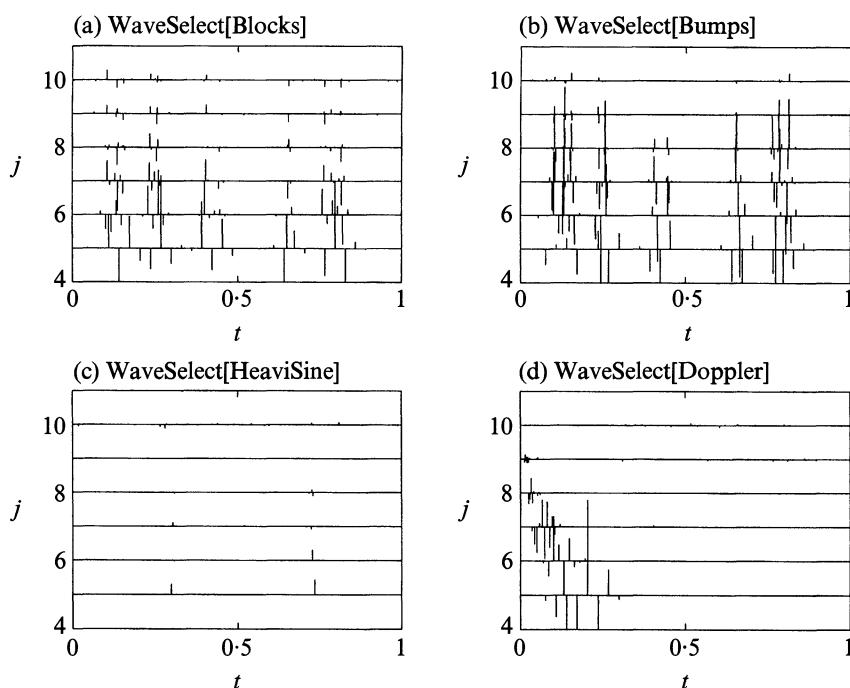 (a) WaveSelect[Blocks]
10
8
j
6
4
0
0·5
1
t
(b) WaveSelect[Bumps]
10
8
j
6
4
0
0·5
1
t
(c) WaveSelect[HeaviSine]
10
8
j
6
4
0
0·5
1
t
(d) WaveSelect[Doppler]
10
8
j
6
4
0
0·5
1
t